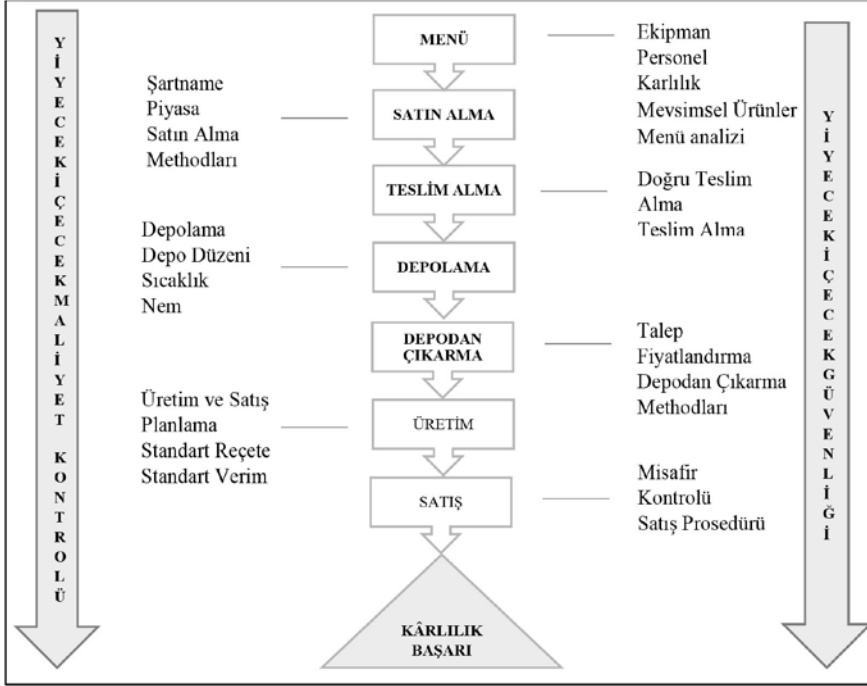 YİYECEK İÇECEK MALİYET KONTROLÜ
MENÜ
Ekipman
Personel
Karlılık
Mevsimsel Ürünler
Menü analizi
Şartname
Piyasa
Satın Alma
Methodları
SATIN ALMA
TESLİM ALMA
Doğru Teslim
Alma
Teslim Alma
Depolama
Depo Düzeni
Sıcaklık
Nem
DEPOLAMA
DEPODAN
ÇIKARMA
Talep
Fiyatlandırma
Depodan Çıkarma
Methodları
Üretim ve Satış
Planlama
Standart Reçete
Standart Verim
ÜRETİM
SATIŞ
Misafir
Kontrolü
Satış Prosedürü
KÂRLILIK
BAŞARI
YİYECEK İÇECEK GÜVENLİĞİ